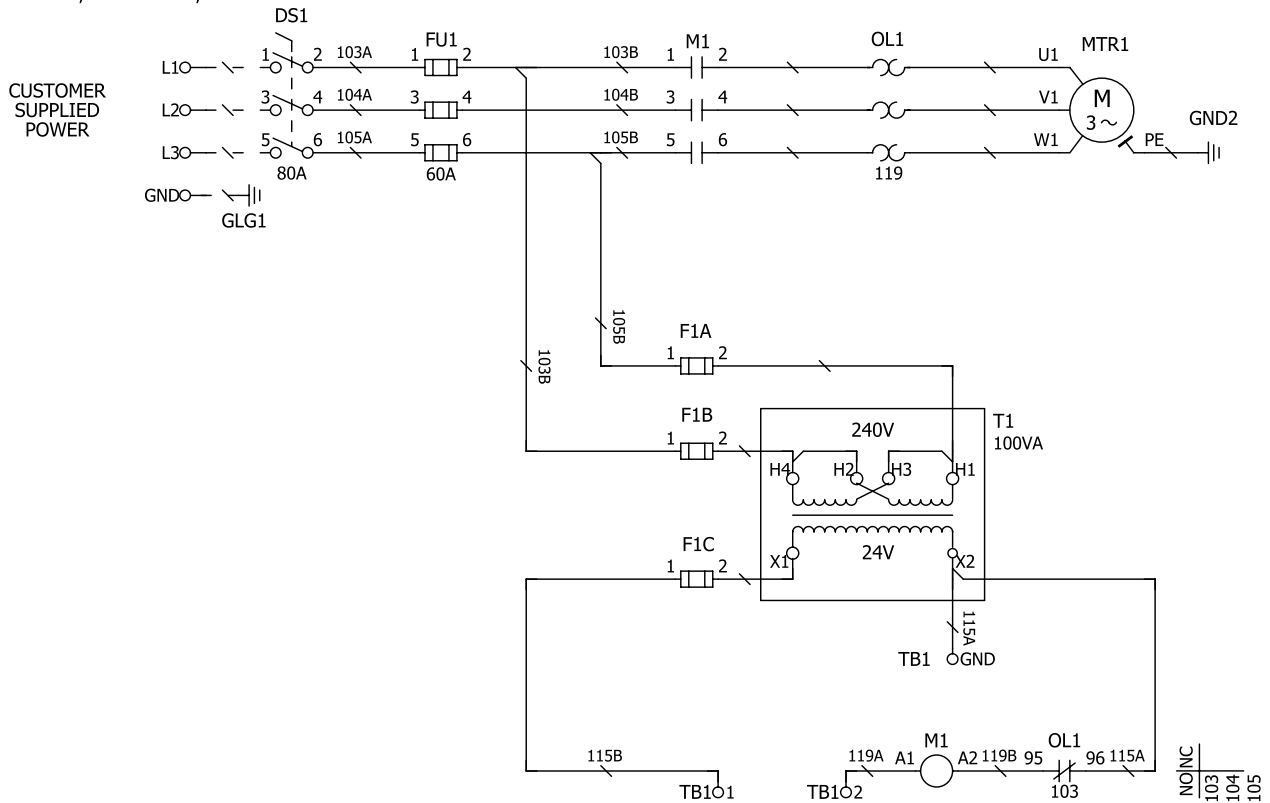 DS1
1 2 103A
FU1
1 2
103B
M1
1 2
OL1
U1
MTR1
L1
CUSTOMER
SUPPLIED
POWER
L2
3 4 104A
3 4
104B
3 4
V1
M
3～
GND2
L3
5 6 105A
5 6
105B
5 6
W1
PE
80A
60A
119
GND
GLG1
105B
103B
F1A
1 2
F1B
1 2
T1
100VA
240V
H4 H2 H3 H1
F1C
1 2
X1
24V
X2
115A
TB1 GND
115B
TB1 1
119A A1
M1
A2 119B 95
OL1
96 115A
103
TB1 2
NO NC
103
104
105